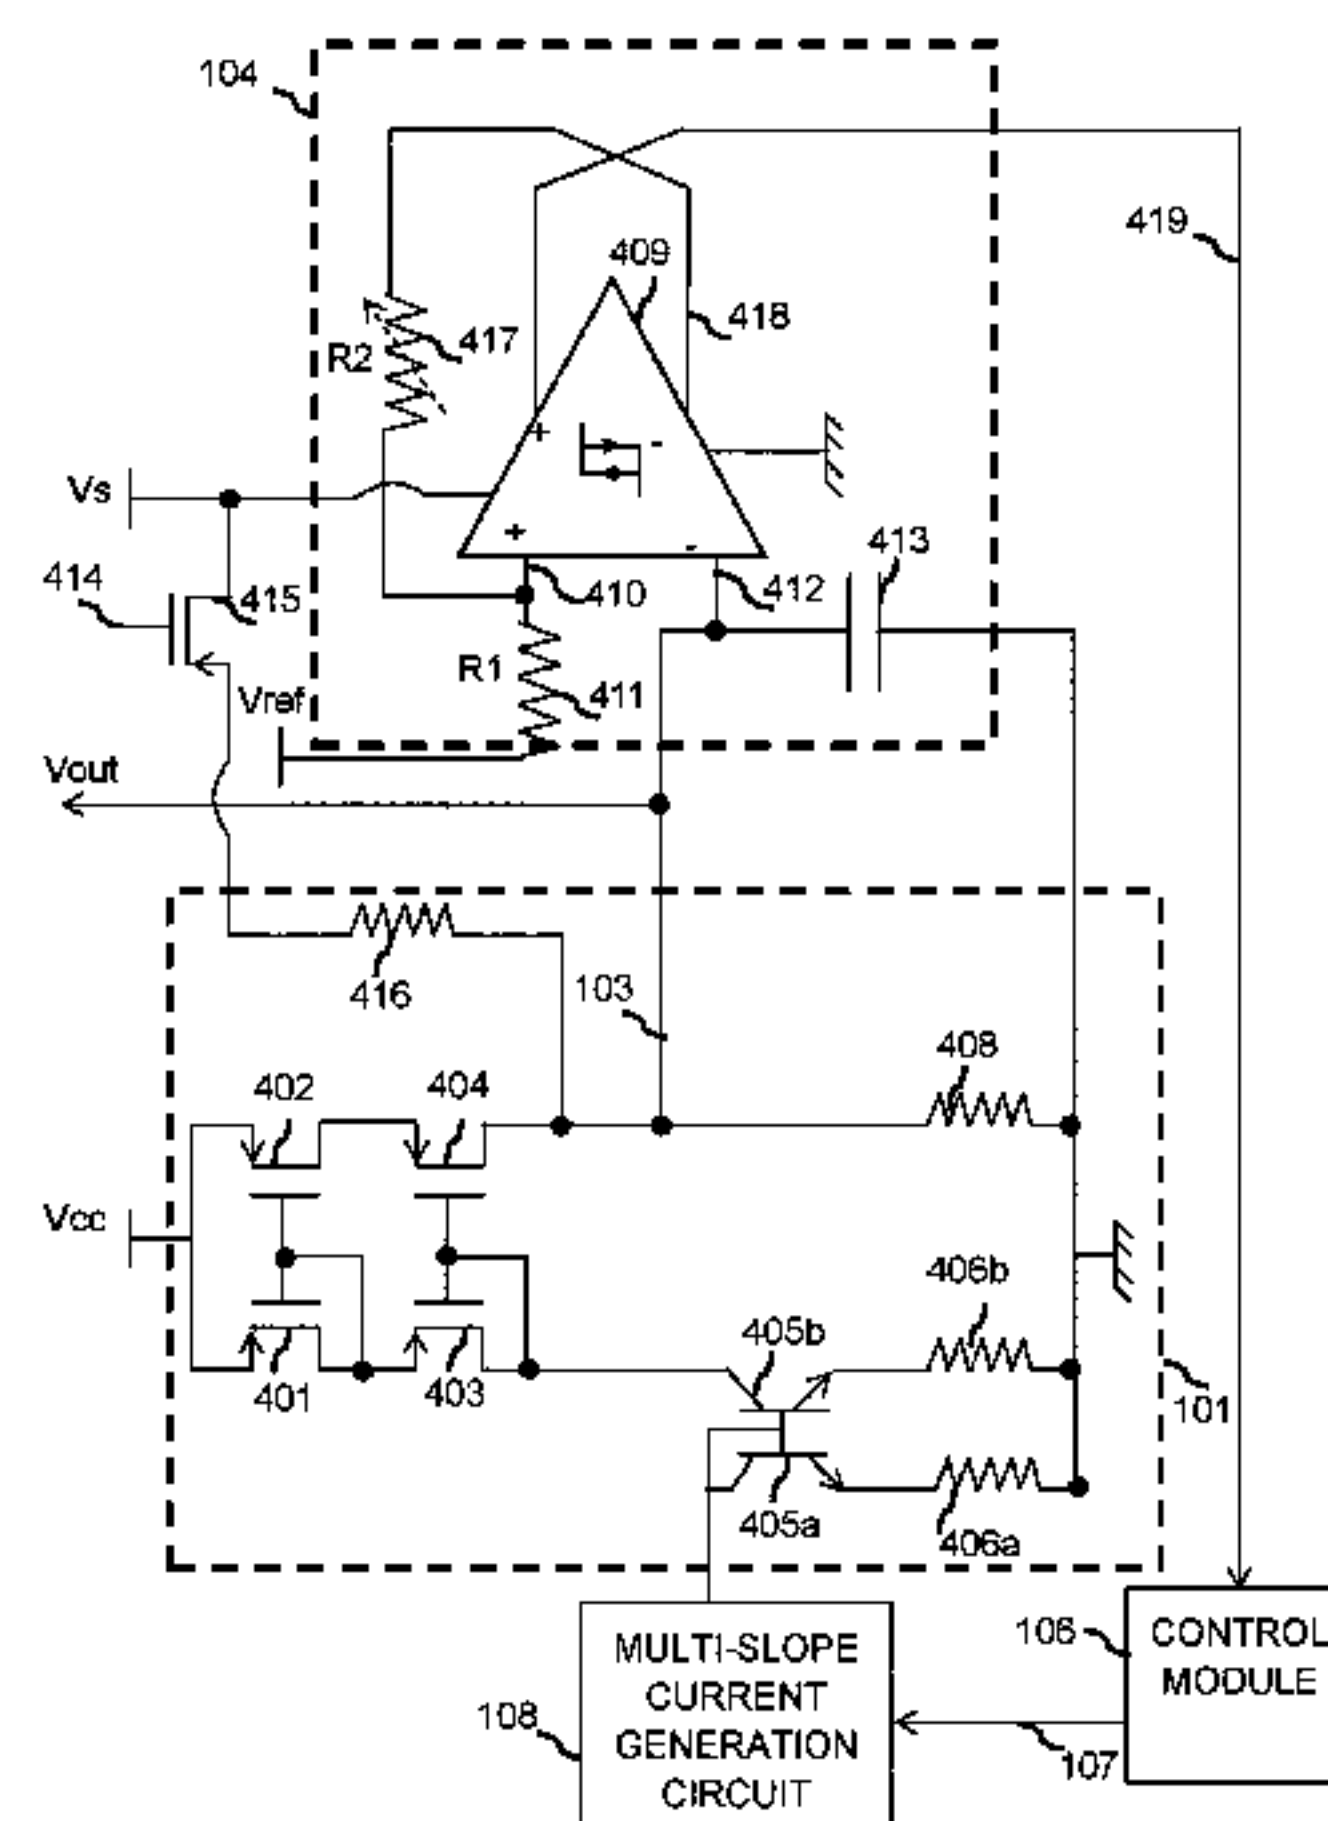 104
419
409
418
417
R2
+
-
Vs
+
-
413
414
415
410
412
R1
411
Vref
Vout
416
103
408
402
404
Vcc
406b
405b
401
403
101
405a
406a
106
CONTROL
MODULE
MULTI-SLOPE
CURRENT
GENERATION
CIRCUIT
108
107